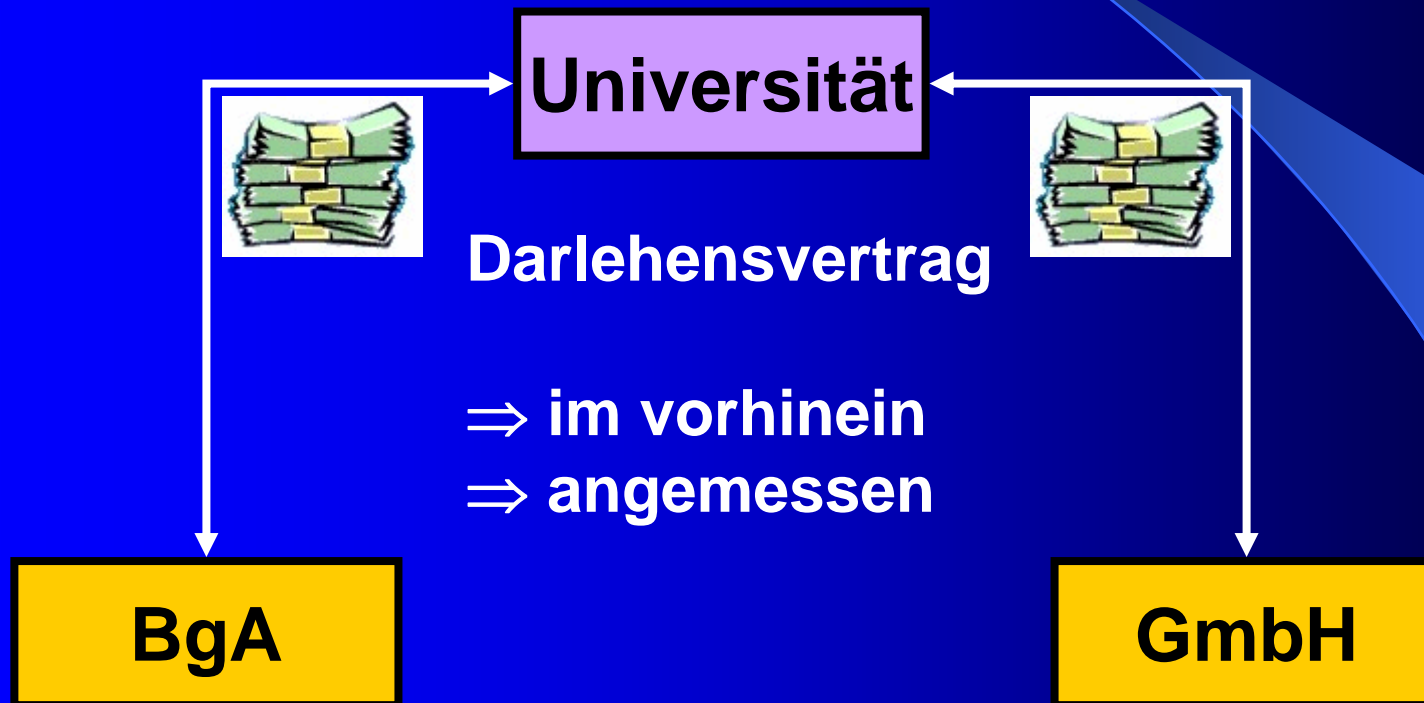 Universität
Darlehensvertrag
⇒ im vorhinein
⇒ angemessen
BgA
GmbH